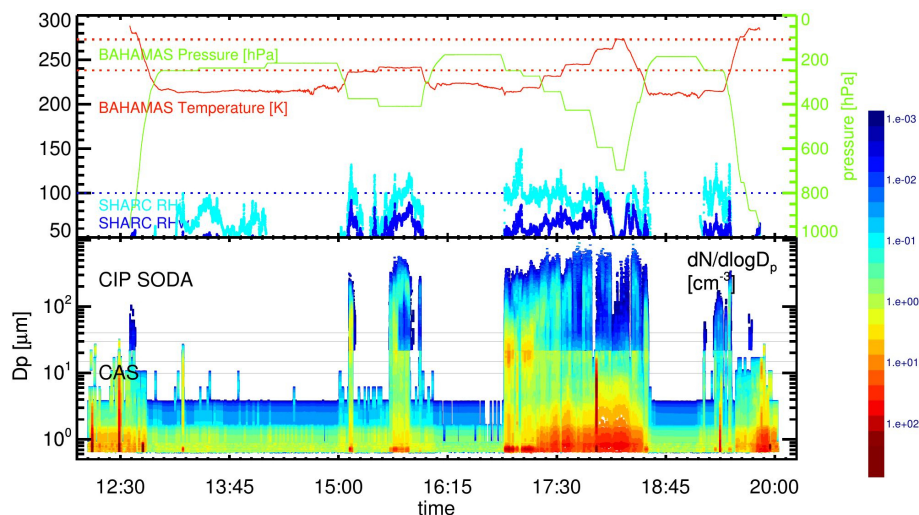 300
250
200
150
100
50
BAHAMAS Pressure [hPa]
BAHAMAS Temperature [K]
SHARC RHi
SHARC RHw
0
200
400
600
800
1000
pressure [hPa]
CIP SODA
CAS
dN/dlogDp
[cm-3]
Dp [μm]
10²
10¹
10⁰
12:30
13:45
15:00
16:15
17:30
18:45
20:00
time
1.e-03
1.e-02
1.e-01
1.e+00
1.e+01
1.e+02